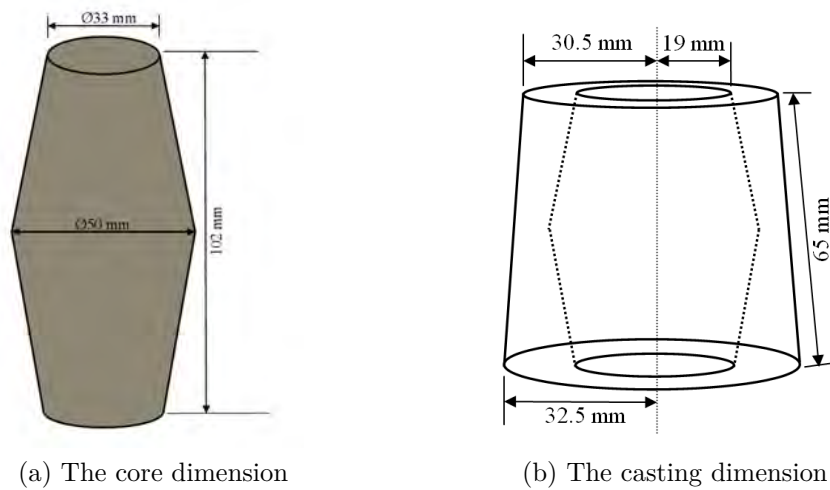 Ø33 mm
30.5 mm
19 mm
Ø50 mm
102 mm
65 mm
32.5 mm
(a) The core dimension
(b) The casting dimension